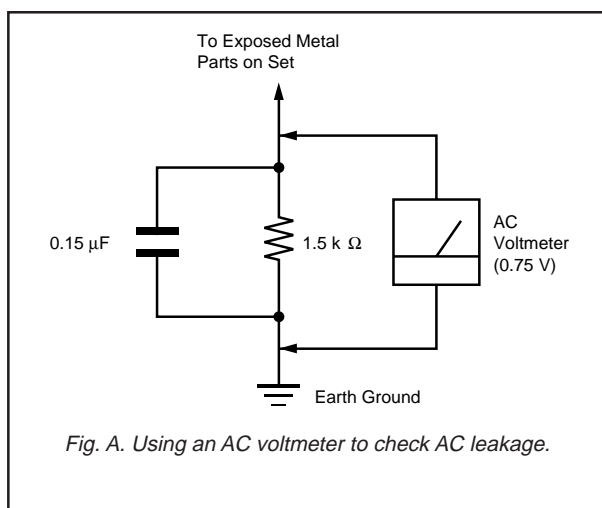 To Exposed Metal
Parts on Set
0.15 µF
1.5 k Ω
AC
Voltmeter
(0.75 V)
Earth Ground
Fig. A. Using an AC voltmeter to check AC leakage.